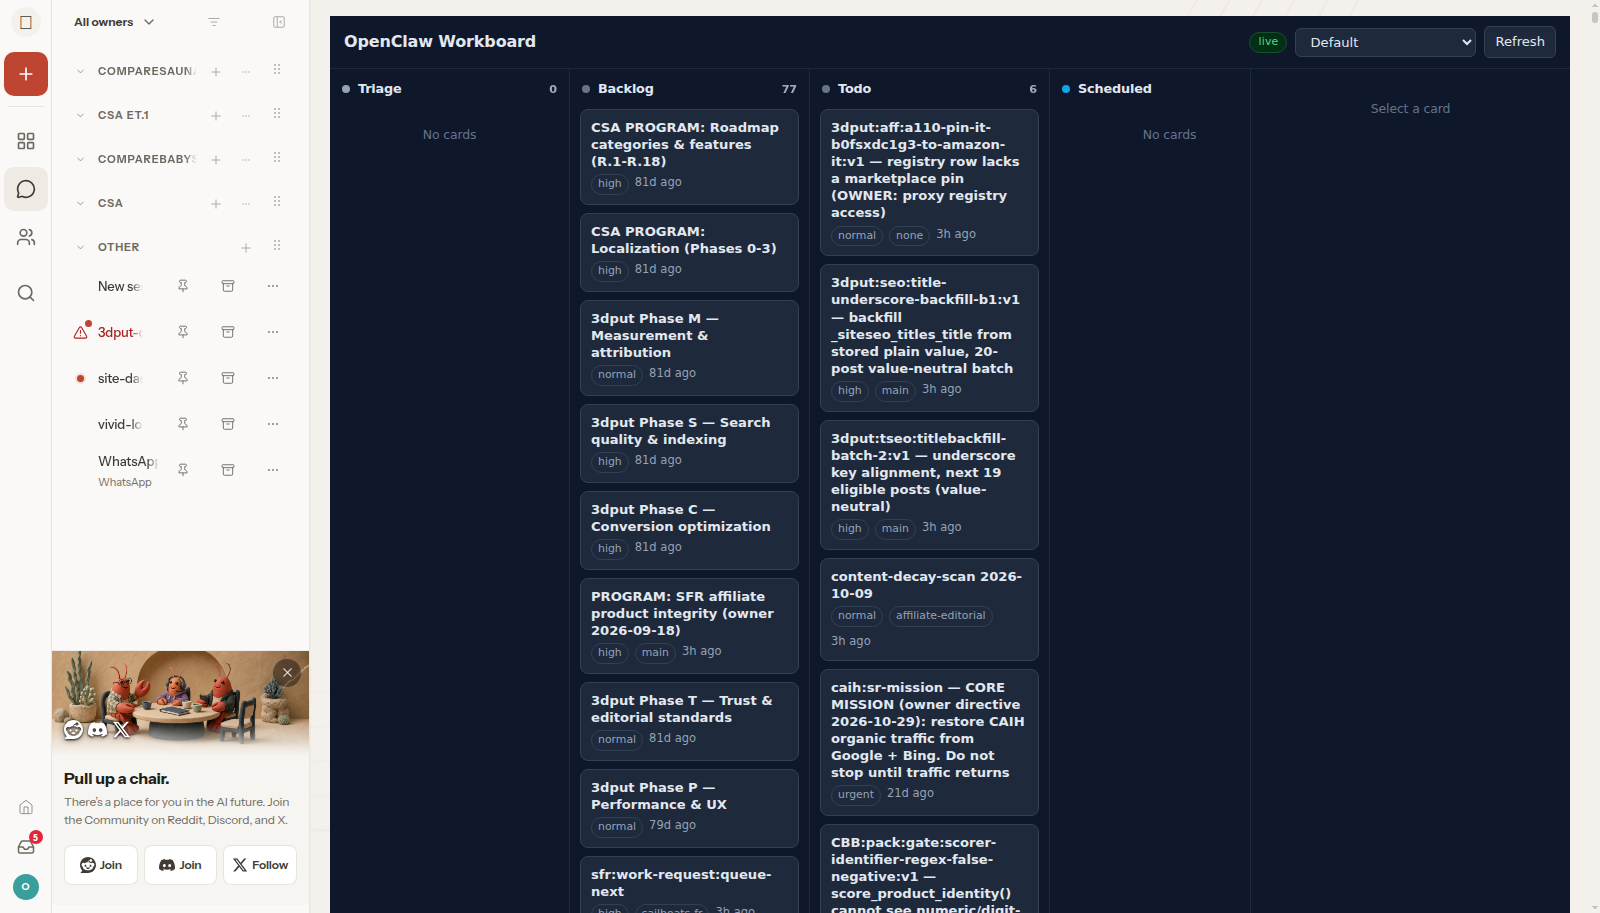 All owners
COMPARESAUN
CSA ET.1
COMPAREBABYS
CSA
OTHER
New se
3dput-
site-da
vivid-lo
WhatsApp
WhatsApp
Pull up a chair.
There's a place for you in the AI future. Join
the Community on Reddit, Discord, and X.
Join
Join
Follow
5
O
OpenClaw Workboard
live
Default
Refresh
Triage 0
No cards
Backlog 77
CSA PROGRAM: Roadmap
categories & features
(R.1-R.18)
high 81d ago
CSA PROGRAM:
Localization (Phases 0-3)
high 81d ago
3dput Phase M —
Measurement &
attribution
normal 81d ago
3dput Phase S — Search
quality & indexing
high 81d ago
3dput Phase C —
Conversion optimization
high 81d ago
PROGRAM: SFR affiliate
product integrity (owner
2026-09-18)
high main 3h ago
3dput Phase T — Trust &
editorial standards
normal 81d ago
3dput Phase P —
Performance & UX
normal 79d ago
sfr:work-request:queue-
next
high sailboats-fr 3h ago
Todo 6
3dput:aff:a110-pin-it-
b0fsxdc1g3-to-amazon-
it:v1 — registry row lacks
a marketplace pin
(OWNER: proxy registry
access)
normal none 3h ago
3dput:seo:title-
underscore-backfill-b1:v1
— backfill
_siteseo_titles_title from
stored plain value, 20-
post value-neutral batch
high main 3h ago
3dput:tseo:titlebackfill-
batch-2:v1 — underscore
key alignment, next 19
eligible posts (value-
neutral)
high main 3h ago
content-decay-scan 2026-
10-09
normal affiliate-editorial
3h ago
caih:sr-mission — CORE
MISSION (owner directive
2026-10-29): restore CAIH
organic traffic from
Google + Bing. Do not
stop until traffic returns
urgent 21d ago
CBB:pack:gate:scorer-
identifier-regex-false-
negative:v1 —
score_product_identity()
cannot see numeric/digit-
Scheduled
No cards
Select a card